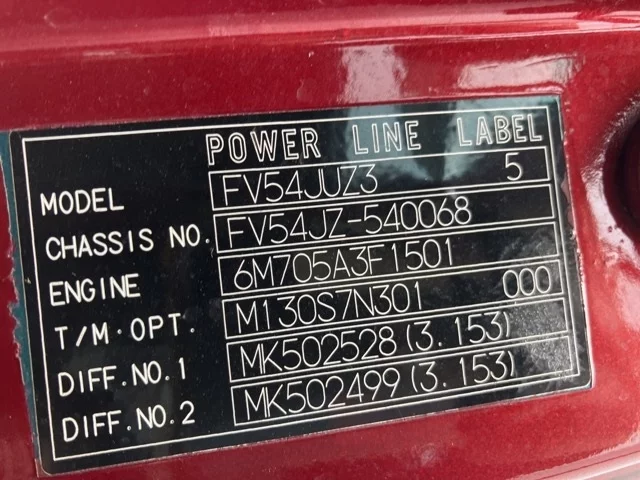 POWER LINE LABEL
MODEL FV54JUZ3 5
CHASSIS NO. FV54JZ-540068
ENGINE 6M705A3F1501
T/M·OPT. M130S7N301 000
DIFF.NO.1 MK502528(3.153)
DIFF.NO.2 MK502499(3.153)